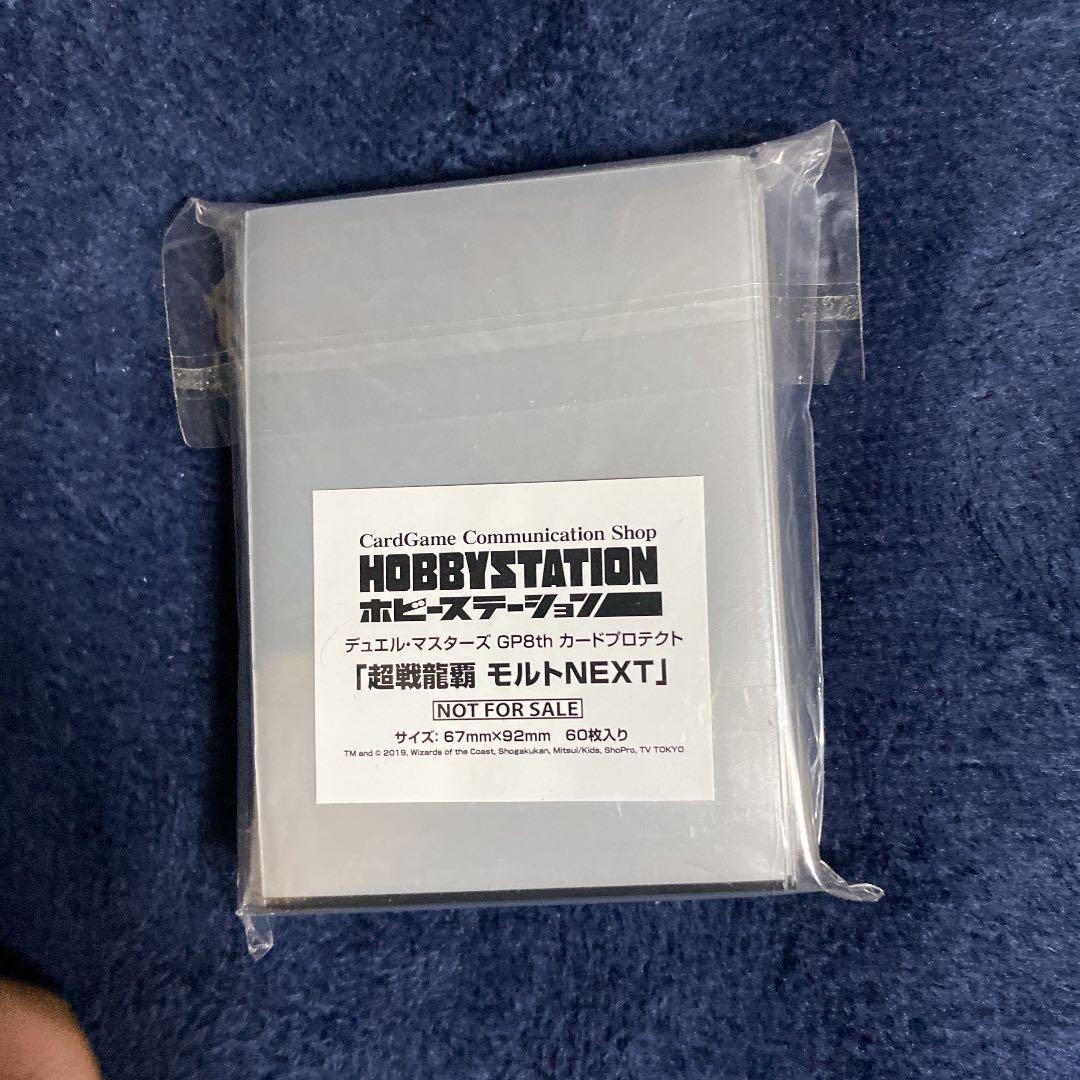 CardGame Communication Shop
HOBBYSTATION
ホビーステーション
デュエル・マスターズ GP8th カードプロテクト
「超戦龍覇 モルトNEXT」
NOT FOR SALE
サイズ: 67mm×92mm 60枚入り
TM and © 2019, Wizards of the Coast, Shogakukan, Mitsui/Kids, ShoPro, TV TOKYO